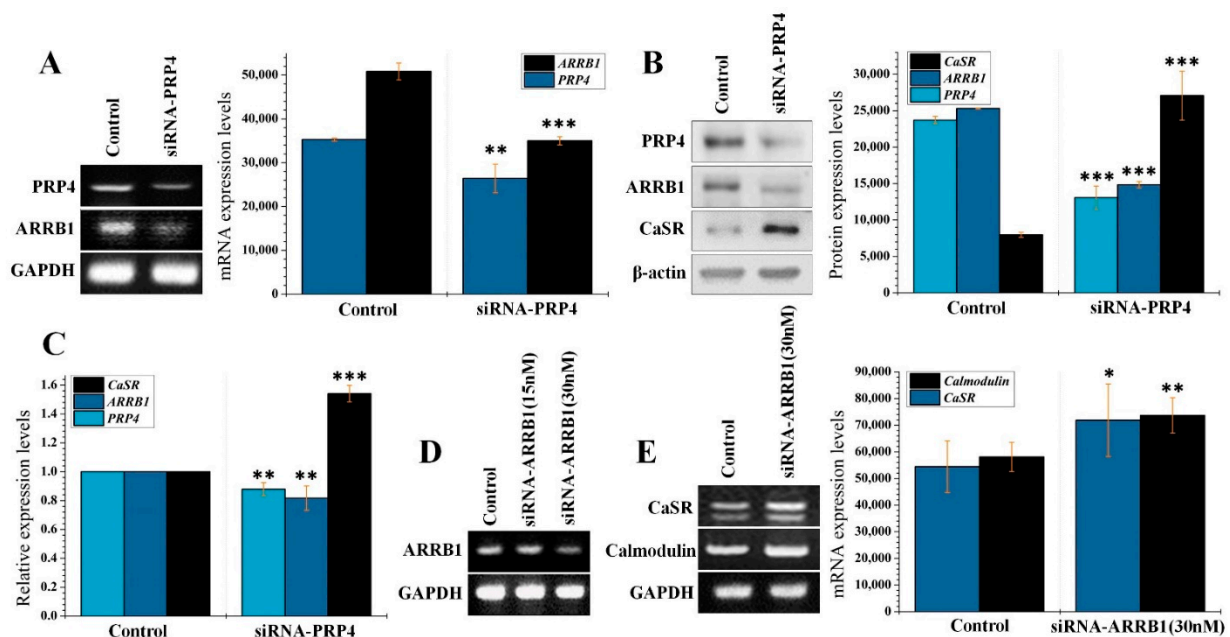 A
Control
siRNA-PRP4
PRP4
ARRB1
GAPDH
mRNA expression levels
50,000
40,000
30,000
20,000
10,000
0
ARRB1
PRP4
**
***
Control
siRNA-PRP4
B
Control
siRNA-PRP4
PRP4
ARRB1
CaSR
β-actin
Protein expression levels
30,000
25,000
20,000
15,000
10,000
5,000
0
CaSR
ARRB1
PRP4
***
***
***
Control
siRNA-PRP4
C
Relative expression levels
1.6
1.4
1.2
1.0
0.8
0.6
0.4
0.2
0.0
CaSR
ARRB1
PRP4
**
**
***
Control
siRNA-PRP4
D
Control
siRNA-ARRB1(15nM)
siRNA-ARRB1(30nM)
ARRB1
GAPDH
E
Control
siRNA-ARRB1(30nM)
CaSR
Calmodulin
GAPDH
mRNA expression levels
90,000
80,000
70,000
60,000
50,000
40,000
30,000
20,000
10,000
0
Calmodulin
CaSR
*
**
Control
siRNA-ARRB1(30nM)